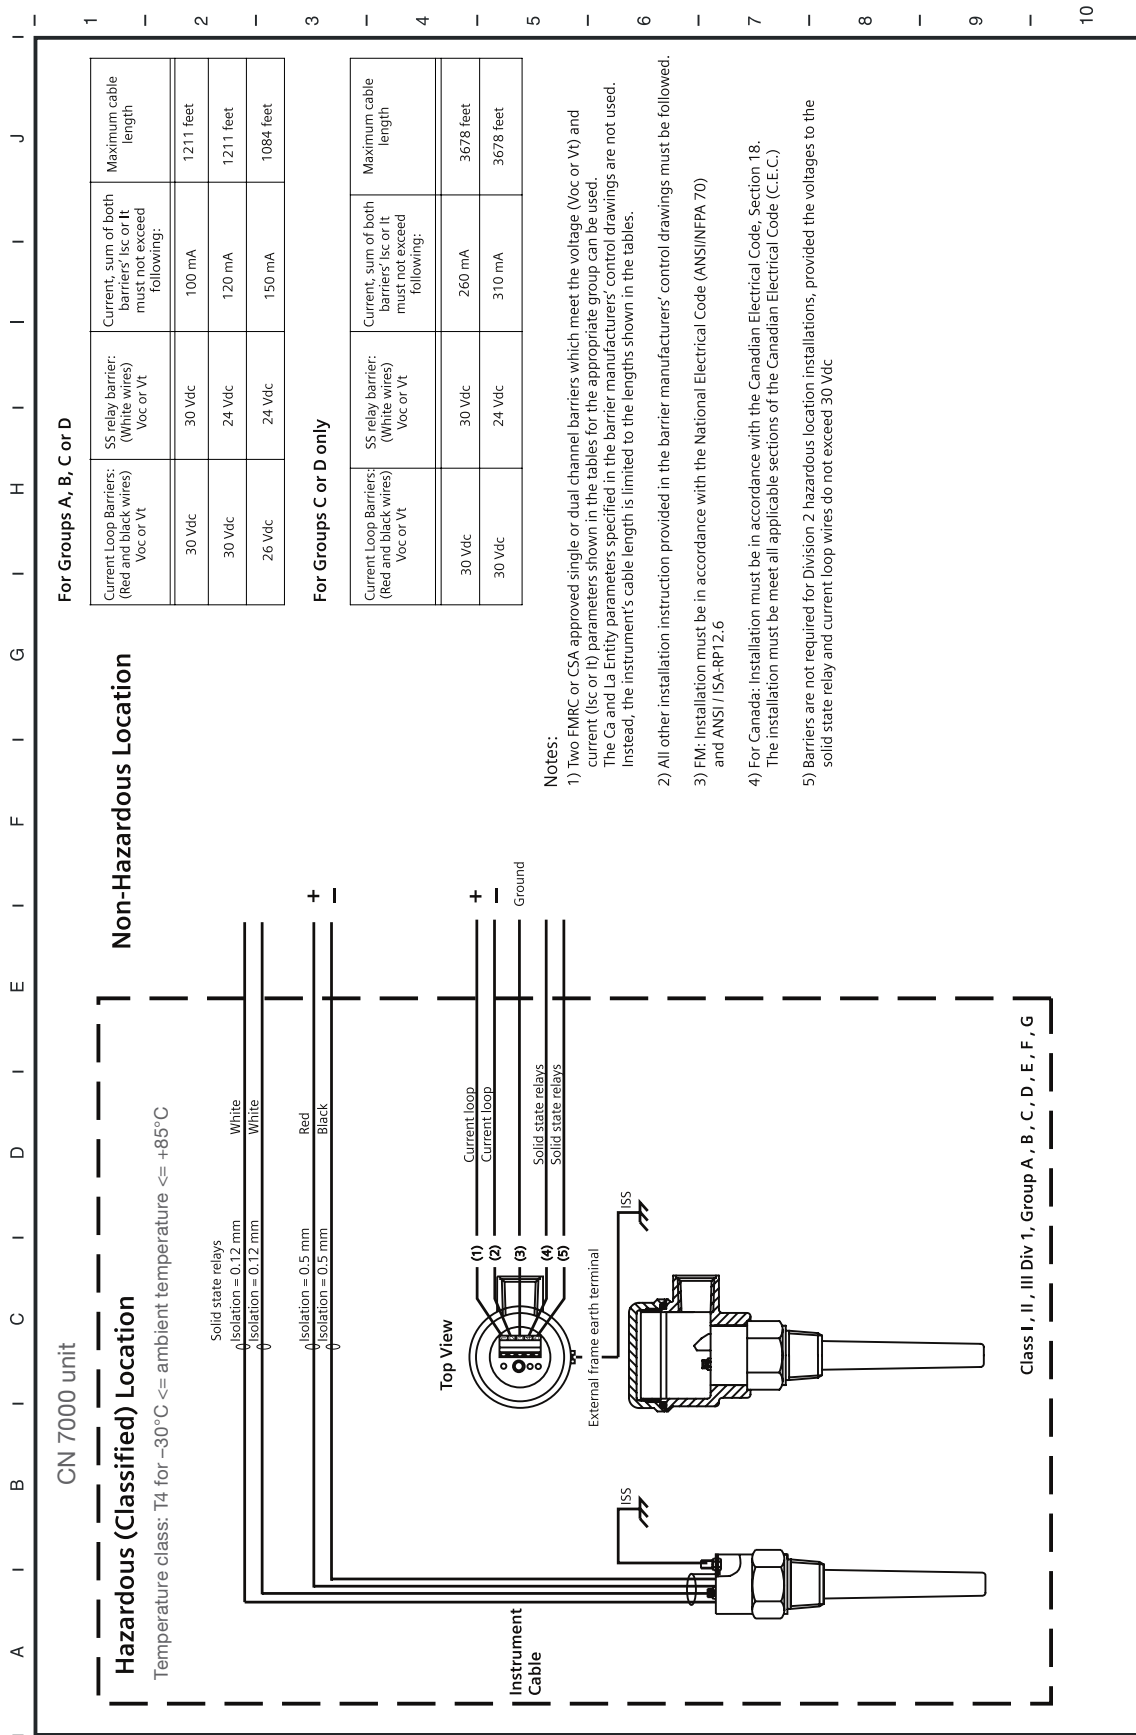 A
B
C
D
E
F
G
H
I
J
1
2
3
4
5
6
7
8
9
10
CN 7000 unit
Hazardous (Classified) Location
Temperature class: T4 for –30°C <= ambient temperature <= +85°C
Solid state relays
Isolation = 0.12 mm
White
Isolation = 0.12 mm
White
Isolation = 0.5 mm
Red
+
Isolation = 0.5 mm
Black
–
Instrument
Cable
ISS
Top View
(1)
Current loop
+
(2)
Current loop
–
(3)
Ground
(4)
Solid state relays
(5)
Solid state relays
External frame earth terminal
ISS
Class I , II , III Div 1, Group A , B , C , D , E , F , G
Non-Hazardous Location
For Groups A, B, C or D
Current Loop Barriers:
(Red and black wires)
Voc or Vt
SS relay barrier:
(White wires)
Voc or Vt
Current, sum of both
barriers' Isc or It
must not exceed
following:
Maximum cable
length
30 Vdc
30 Vdc
100 mA
1211 feet
30 Vdc
24 Vdc
120 mA
1211 feet
26 Vdc
24 Vdc
150 mA
1084 feet
For Groups C or D only
Current Loop Barriers:
(Red and black wires)
Voc or Vt
SS relay barrier:
(White wires)
Voc or Vt
Current, sum of both
barriers' Isc or It
must not exceed
following:
Maximum cable
length
30 Vdc
30 Vdc
260 mA
3678 feet
30 Vdc
24 Vdc
310 mA
3678 feet
Notes:
1) Two FMRC or CSA approved single or dual channel barriers which meet the voltage (Voc or Vt) and
current (Isc or It) parameters shown in the tables for the appropriate group can be used.
The Ca and La Entity parameters specified in the barrier manufacturers' control drawings are not used.
Instead, the instrument's cable length is limited to the lengths shown in the tables.
2) All other installation instruction provided in the barrier manufacturers' control drawings must be followed.
3) FM: Installation must be in accordance with the National Electrical Code (ANSI/NFPA 70)
and ANSI / ISA-RP12.6
4) For Canada: Installation must be in accordance with the Canadian Electrical Code, Section 18.
The installation must be meet all applicable sections of the Canadian Electrical Code (C.E.C.)
5) Barriers are not required for Division 2 hazardous location installations, provided the voltages to the
solid state relay and current loop wires do not exceed 30 Vdc